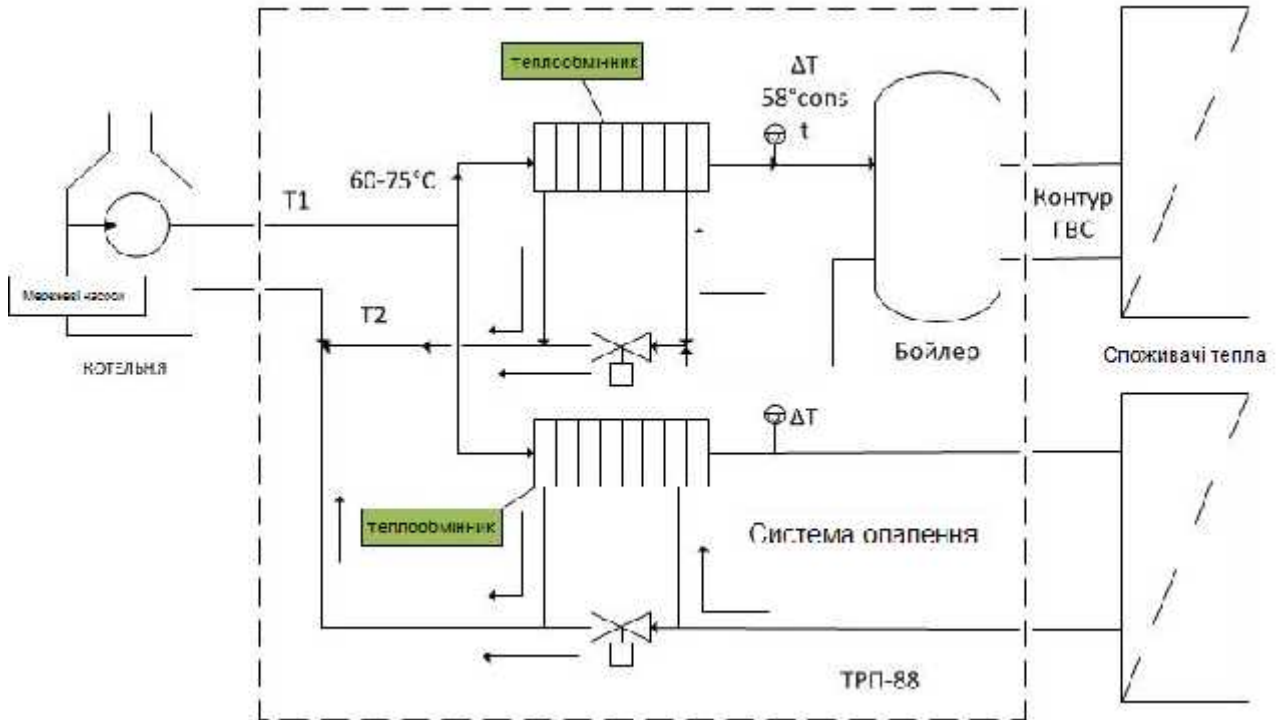 теплообмінник
ΔT
58°cons
t
60-75°C
T1
Контур
ГВС
Мережеві насоси
T2
КОТЕЛЬНЯ
Бойлер
Споживачі тепла
ΔT
теплообмінник
Система опапення
ТРП-88